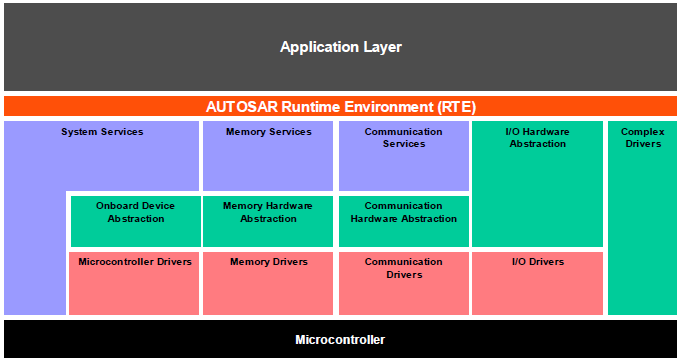 Application Layer
AUTOSAR Runtime Environment (RTE)
System Services
Memory Services
Communication
Services
I/O Hardware
Abstraction
Complex
Drivers
Onboard Device
Abstraction
Memory Hardware
Abstraction
Communication
Hardware Abstraction
Microcontroller Drivers
Memory Drivers
Communication
Drivers
I/O Drivers
Microcontroller